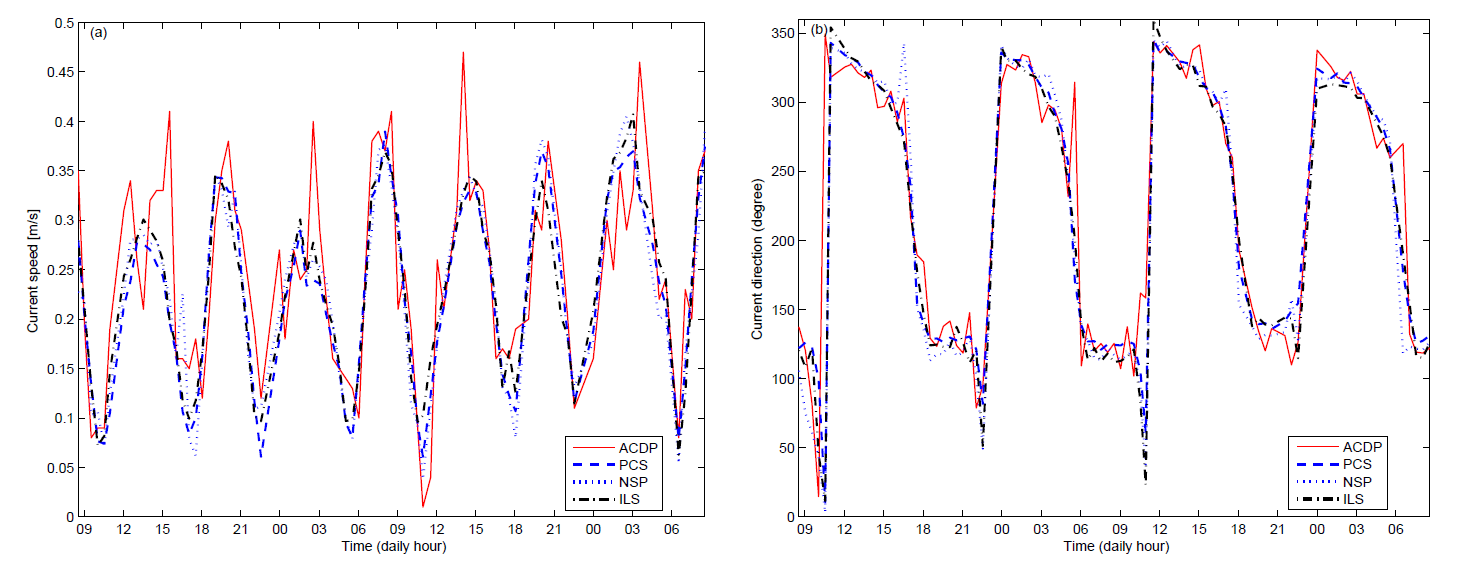 (a)
0.5
0.45
0.4
0.35
0.3
0.25
0.2
0.15
0.1
0.05
0
Current speed [m/s]
09 12 15 18 21 00 03 06 09 12 15 18 21 00 03 06
Time (daily hour)
ACDP
PCS
NSP
ILS
(b)
350
300
250
200
150
100
50
0
Current direction (degree)
09 12 15 18 21 00 03 06 09 12 15 18 21 00 03 06
Time (daily hour)
ACDP
PCS
NSP
ILS